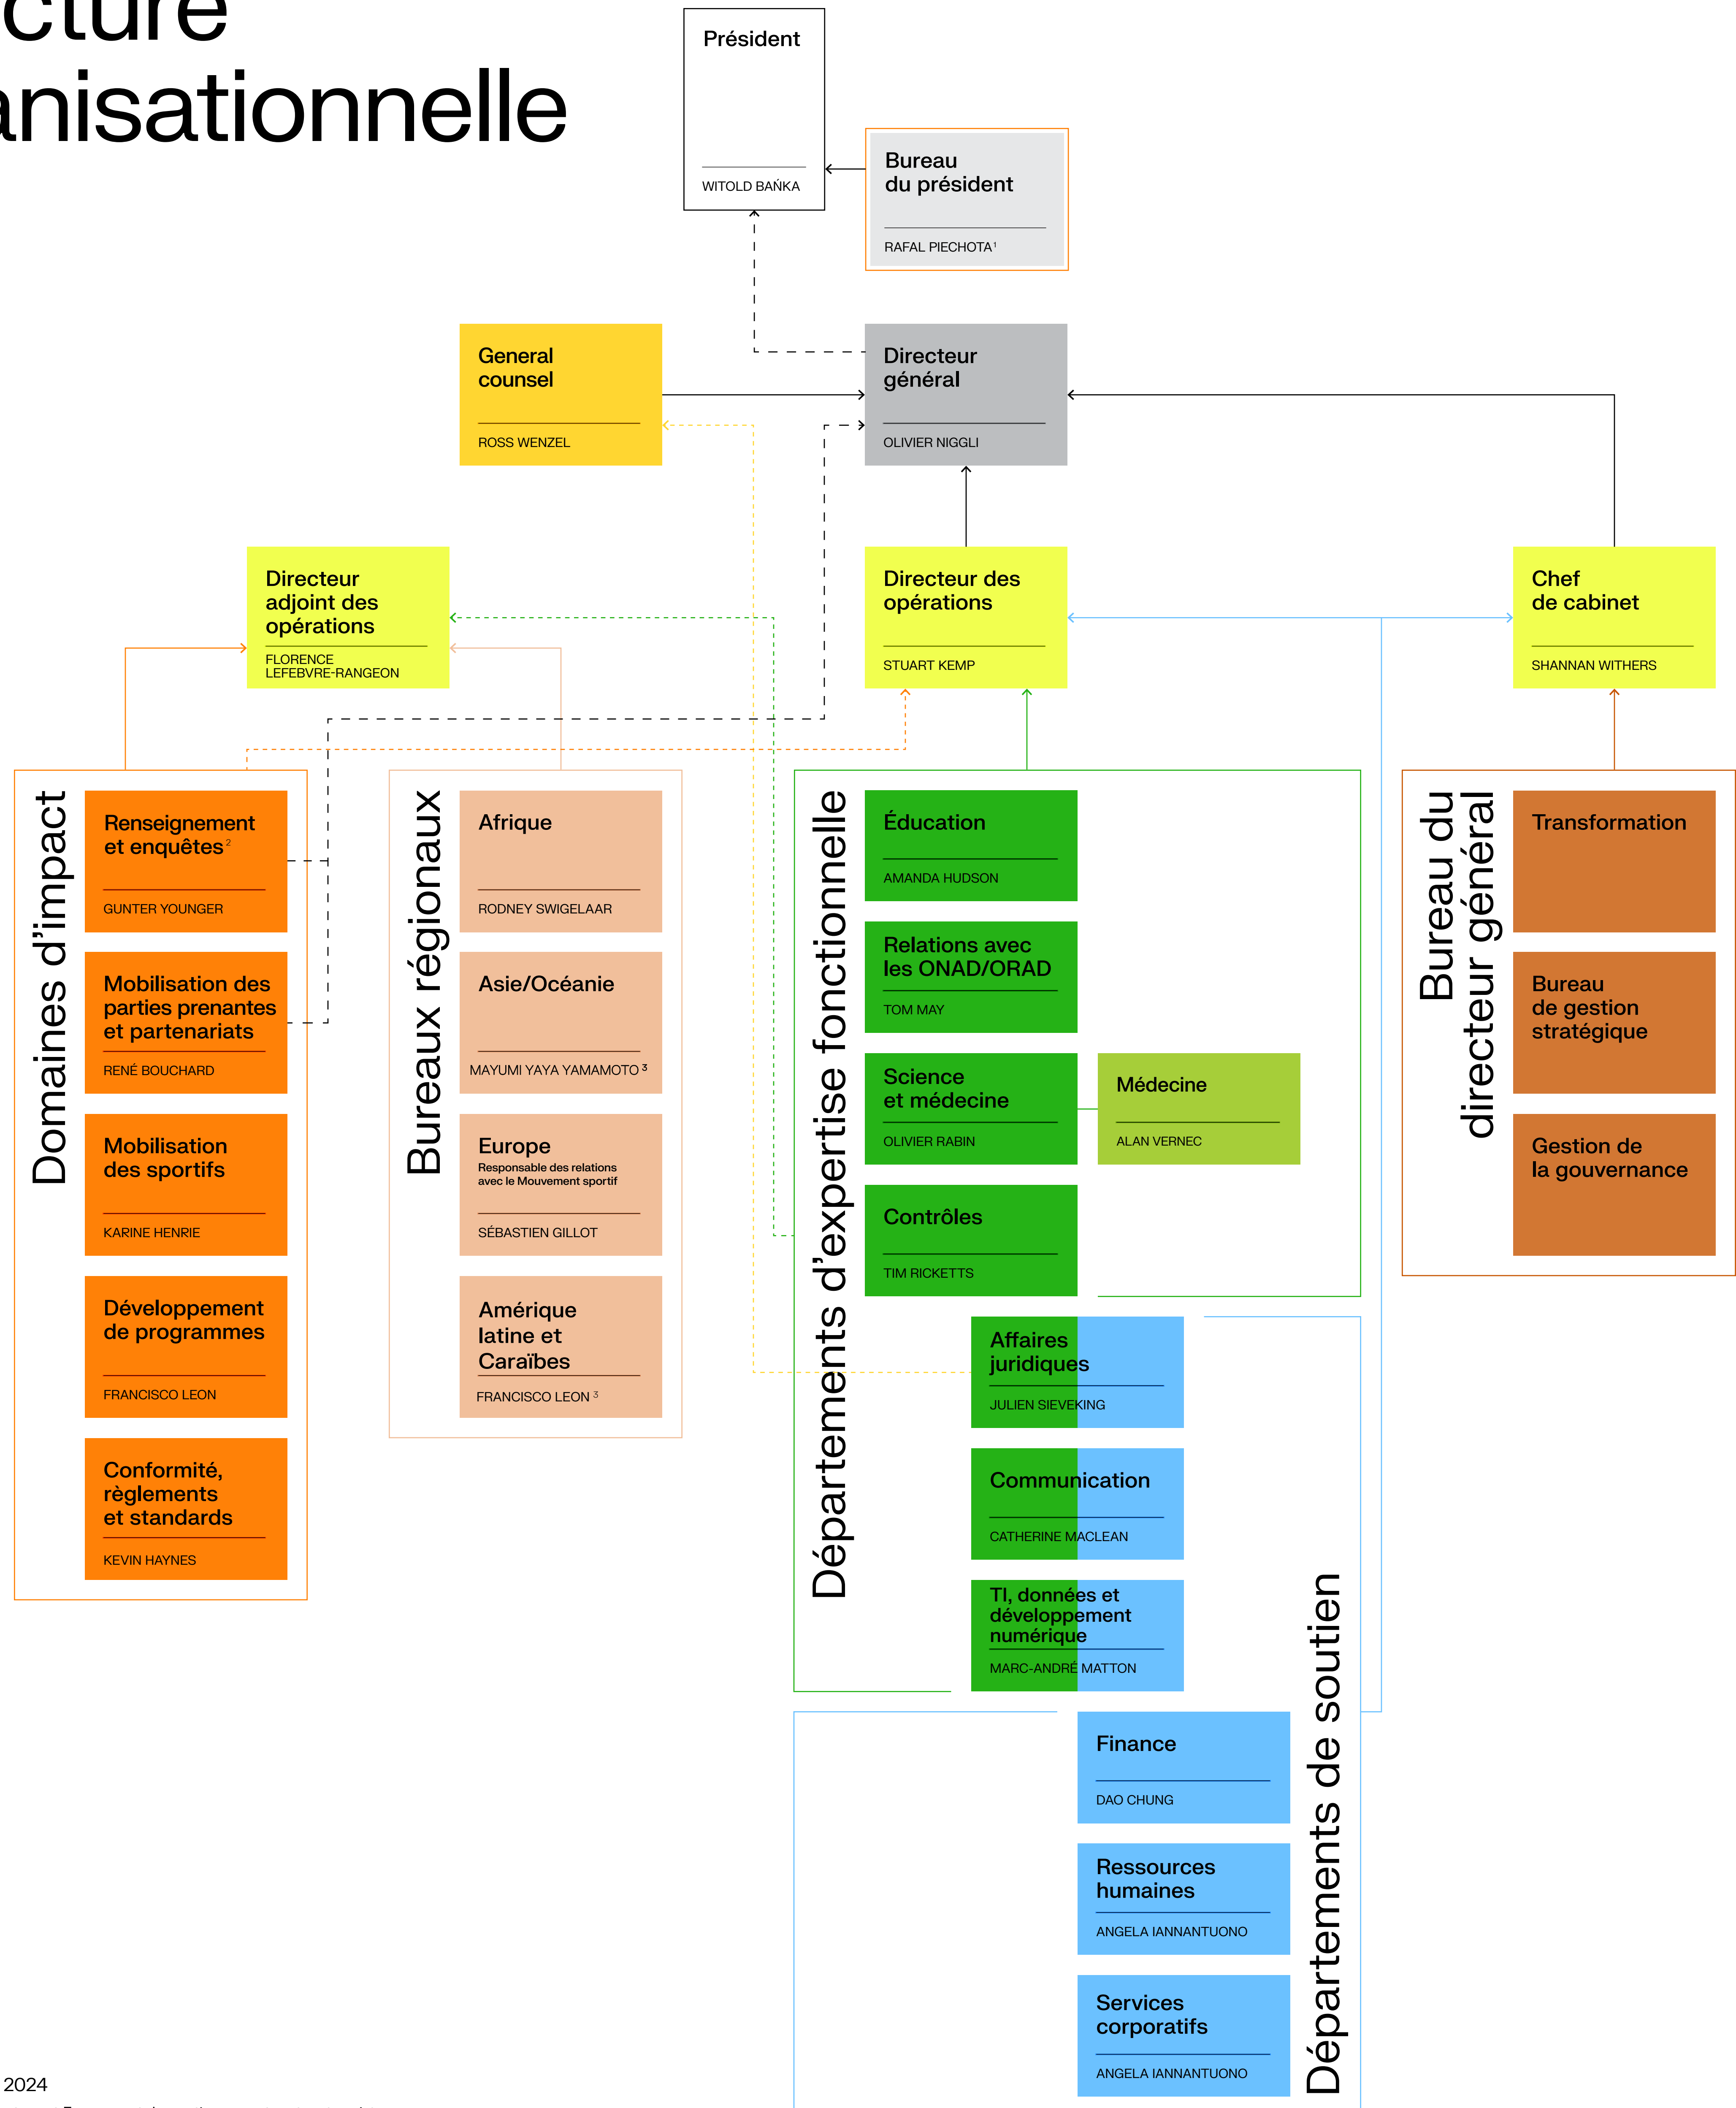 cture
anisationnelle
Président
WITOLD BAŃKA
Bureau
du président
RAFAL PIECHOTA¹
General
counsel
ROSS WENZEL
Directeur
général
OLIVIER NIGGLI
Directeur
adjoint des
opérations
FLORENCE
LEFEBVRE-RANGEON
Directeur des
opérations
STUART KEMP
Chef
de cabinet
SHANNAN WITHERS
Domaines d'impact
Renseignement
et enquêtes²
GUNTER YOUNGER
Mobilisation des
parties prenantes
et partenariats
RENÉ BOUCHARD
Mobilisation
des sportifs
KARINE HENRIE
Développement
de programmes
FRANCISCO LEON
Conformité,
règlements
et standards
KEVIN HAYNES
Bureaux régionaux
Afrique
RODNEY SWIGELAAR
Asie/Océanie
MAYUMI YAYA YAMAMOTO³
Europe
Responsable des relations
avec le Mouvement sportif
SÉBASTIEN GILLOT
Amérique
latine et
Caraïbes
FRANCISCO LEON³
Départements d'expertise fonctionnelle
Éducation
AMANDA HUDSON
Relations avec
les ONAD/ORAD
TOM MAY
Science
et médecine
OLIVIER RABIN
Médecine
ALAN VERNEC
Contrôles
TIM RICKETTS
Affaires
juridiques
JULIEN SIEVEKING
Communication
CATHERINE MACLEAN
TI, données et
développement
numérique
MARC-ANDRÉ MATTON
Départements de soutien
Finance
DAO CHUNG
Ressources
humaines
ANGELA IANNANTUONO
Services
corporatifs
ANGELA IANNANTUONO
Bureau du
directeur général
Transformation
Bureau
de gestion
stratégique
Gestion de
la gouvernance
2024